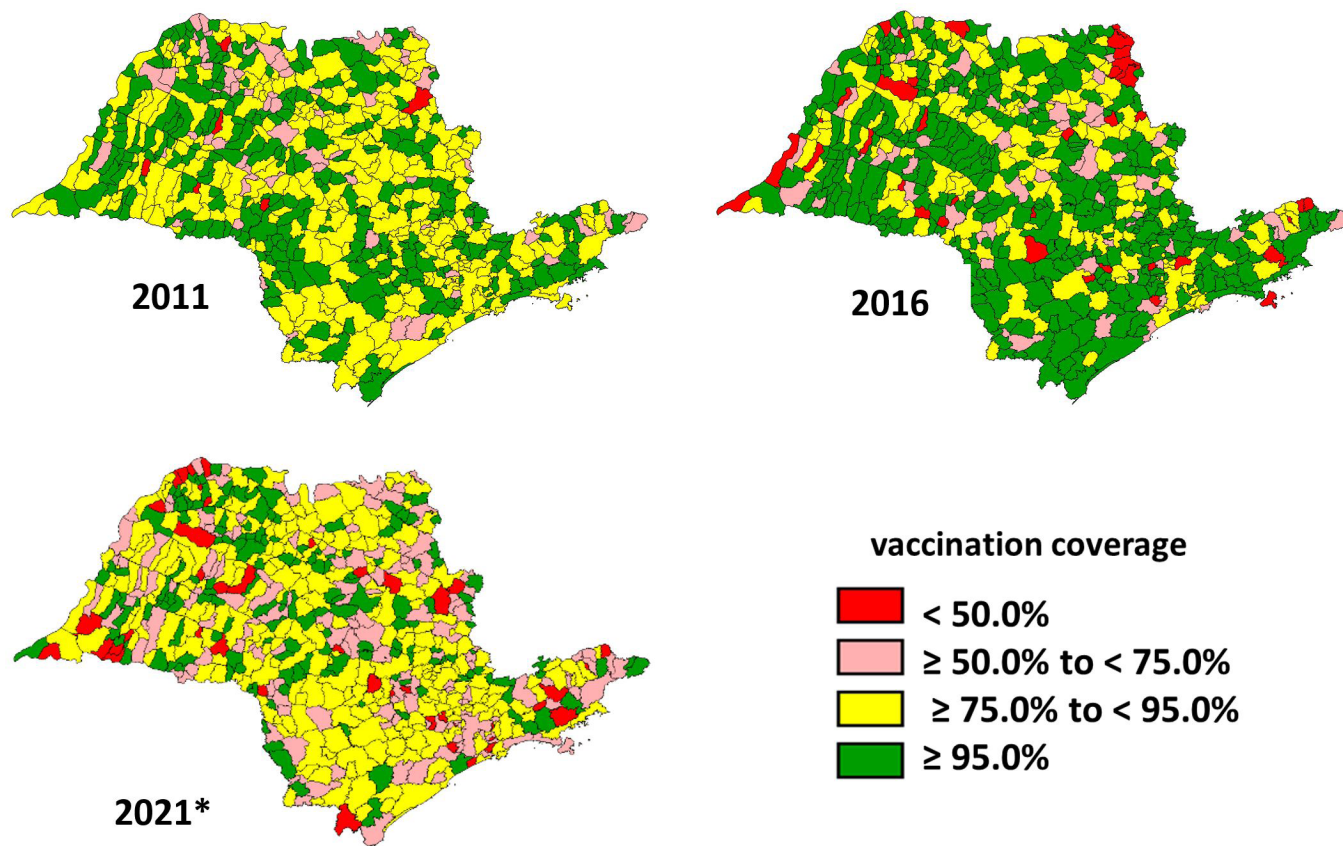 2011
2016
2021*
vaccination coverage
< 50.0%
≥ 50.0% to < 75.0%
≥ 75.0% to < 95.0%
≥ 95.0%